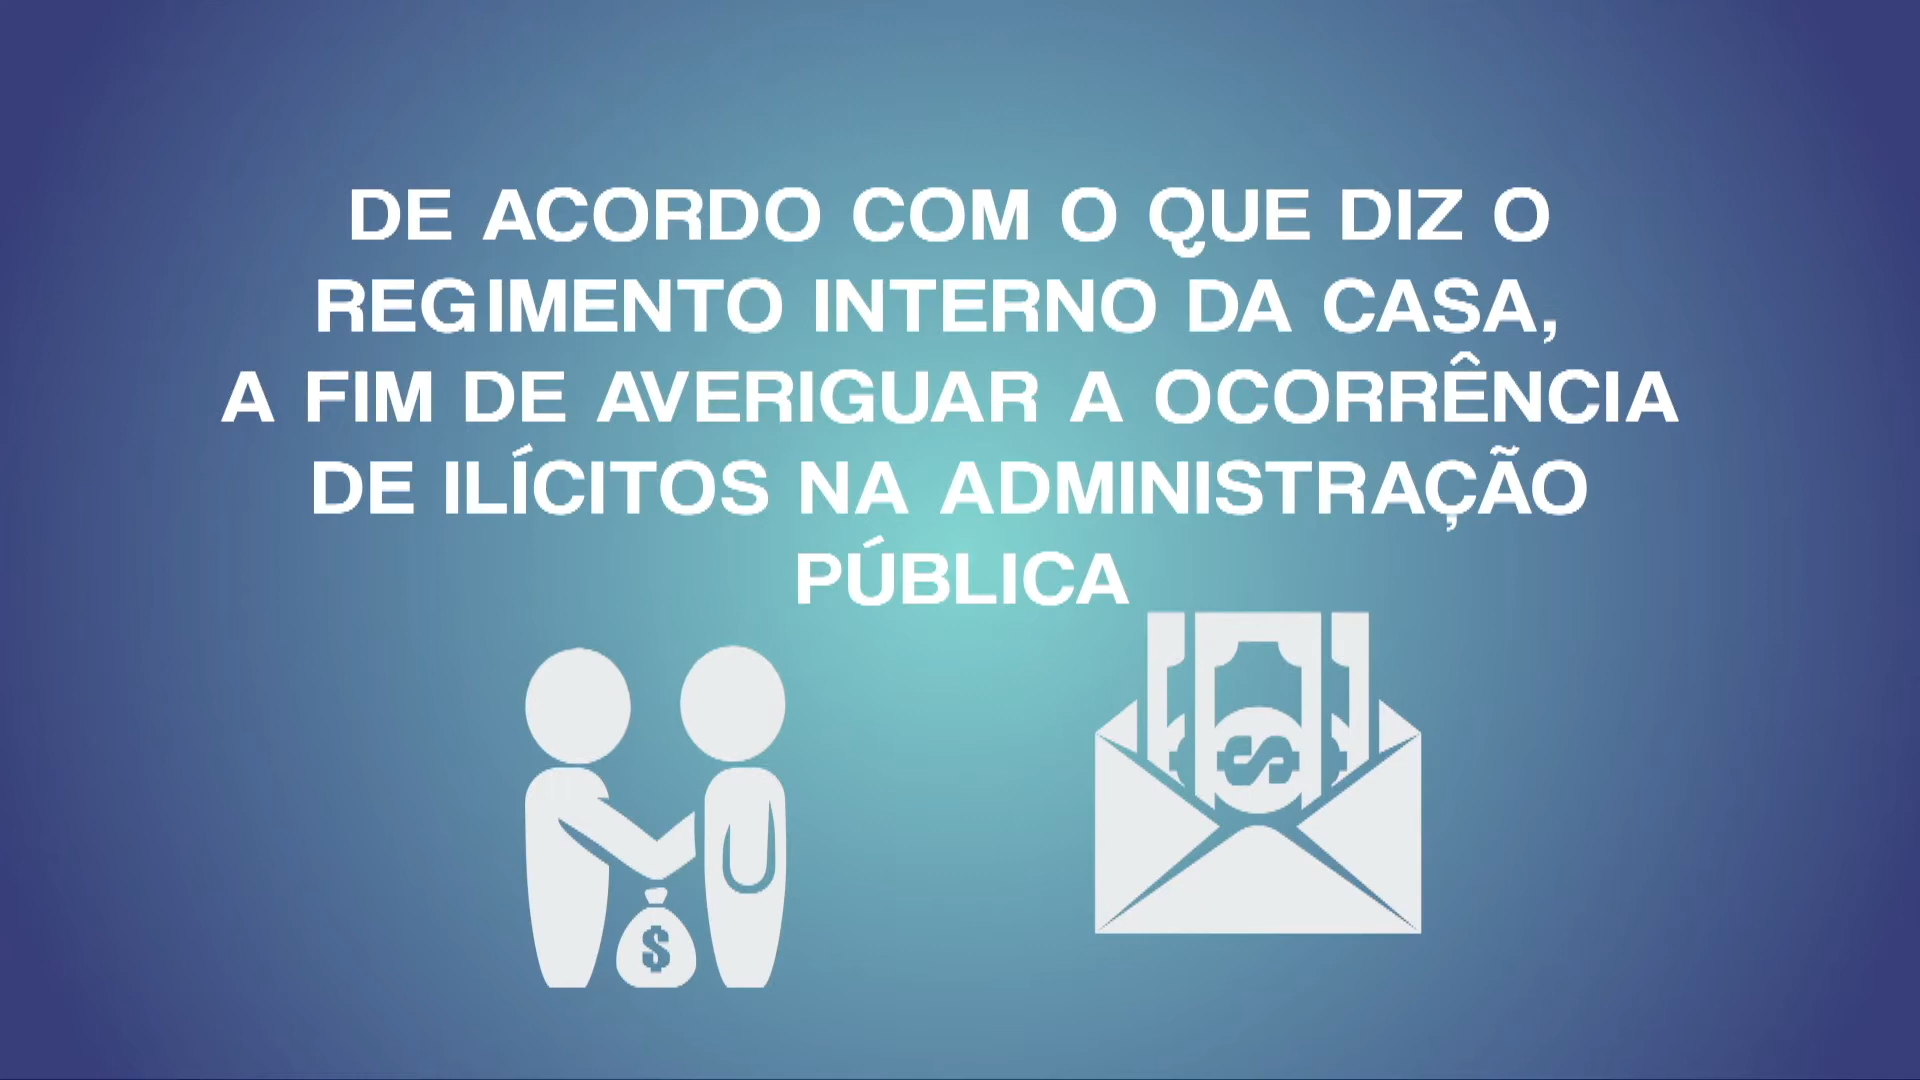 DE ACORDO COM O QUE DIZ O
REGIMENTO INTERNO DA CASA,
A FIM DE AVERIGUAR A OCORRÊNCIA
DE ILÍCITOS NA ADMINISTRAÇÃO
PÚBLICA
$
$